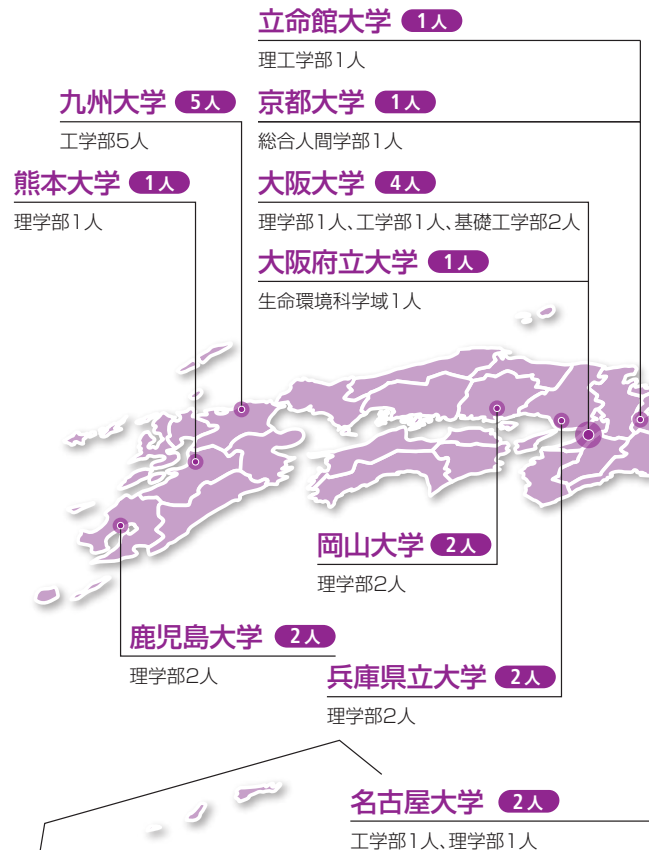 立命館大学 1人
理工学部1人
九州大学 5人
工学部5人
京都大学 1人
総合人間学部1人
熊本大学 1人
理学部1人
大阪大学 4人
理学部1人、工学部1人、基礎工学部2人
大阪府立大学 1人
生命環境科学域1人
岡山大学 2人
理学部2人
鹿児島大学 2人
理学部2人
兵庫県立大学 2人
理学部2人
名古屋大学 2人
工学部1人、理学部1人